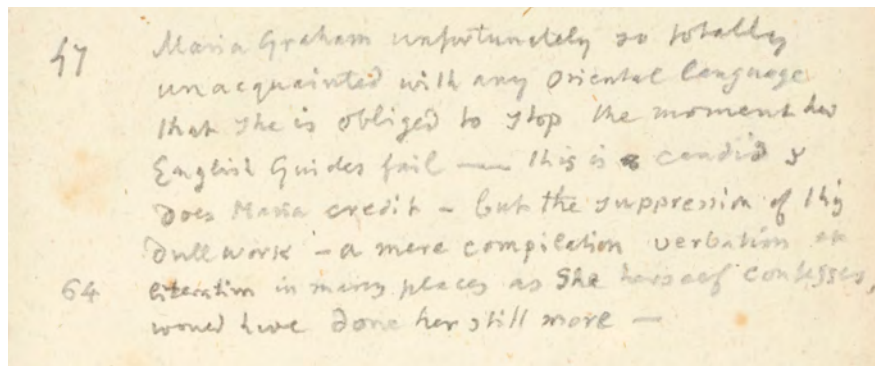 47 Maria Graham unfortunately so totally
unacquainted with any Oriental language
that she is obliged to stop the moment her
English Guides fail — this is candid &
does Maria credit – but the suppression of this
dull work – a mere compilation verbatim
64 literatim in many places as She herself confesses,
would have done her still more —